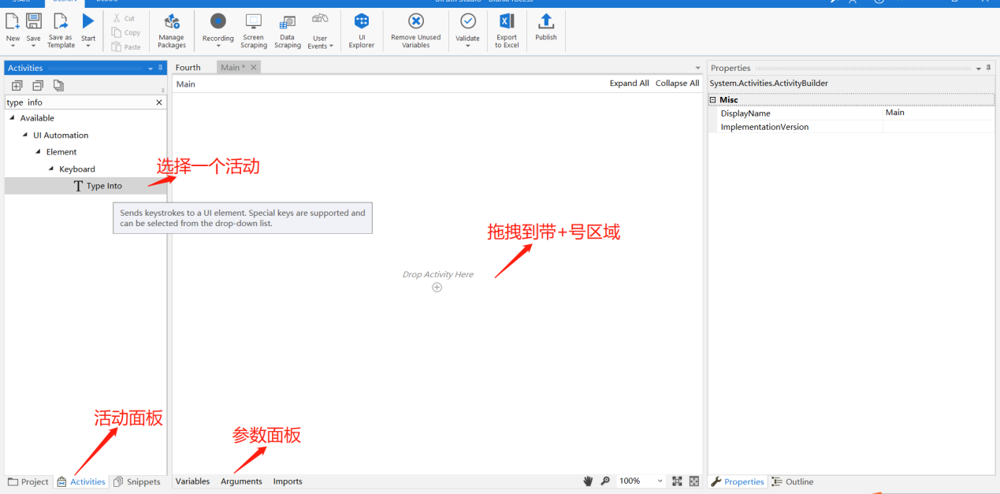 DESIGN
New
Save
Save as
Template
Start
Cut
Copy
Paste
Manage
Packages
Recording
Screen
Scraping
Data
Scraping
User
Events
UI
Explorer
Remove Unused
Variables
Validate
Export
to Excel
Publish
Activities
type info
Available
UI Automation
Element
Keyboard
Type Into
选择一个活动
Sends keystrokes to a UI element. Special keys are supported and
can be selected from the drop-down list.
活动面板
Project
Activities
Snippets
Fourth
Main *
Main
Expand All
Collapse All
拖拽到带+号区域
Drop Activity Here
参数面板
Variables
Arguments
Imports
100%
Properties
System.Activities.ActivityBuilder
Misc
DisplayName
Main
ImplementationVersion
Properties
Outline